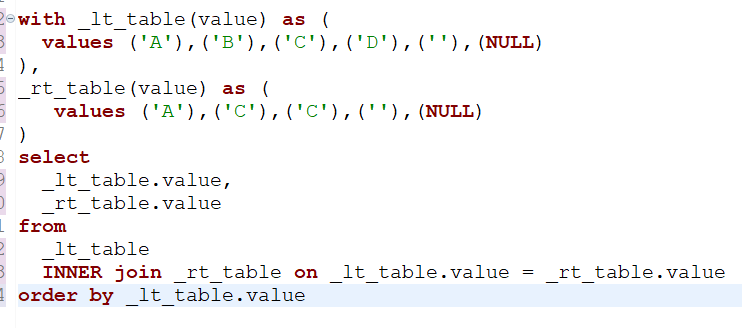 with _lt_table(value) as (
  values ('A'),('B'),('C'),('D'),(''),(NULL)
),
_rt_table(value) as (
   values ('A'),('C'),('C'),(''),(NULL)
)
select
  _lt_table.value,
  _rt_table.value
from
  _lt_table
  INNER join _rt_table on _lt_table.value = _rt_table.value
order by _lt_table.value